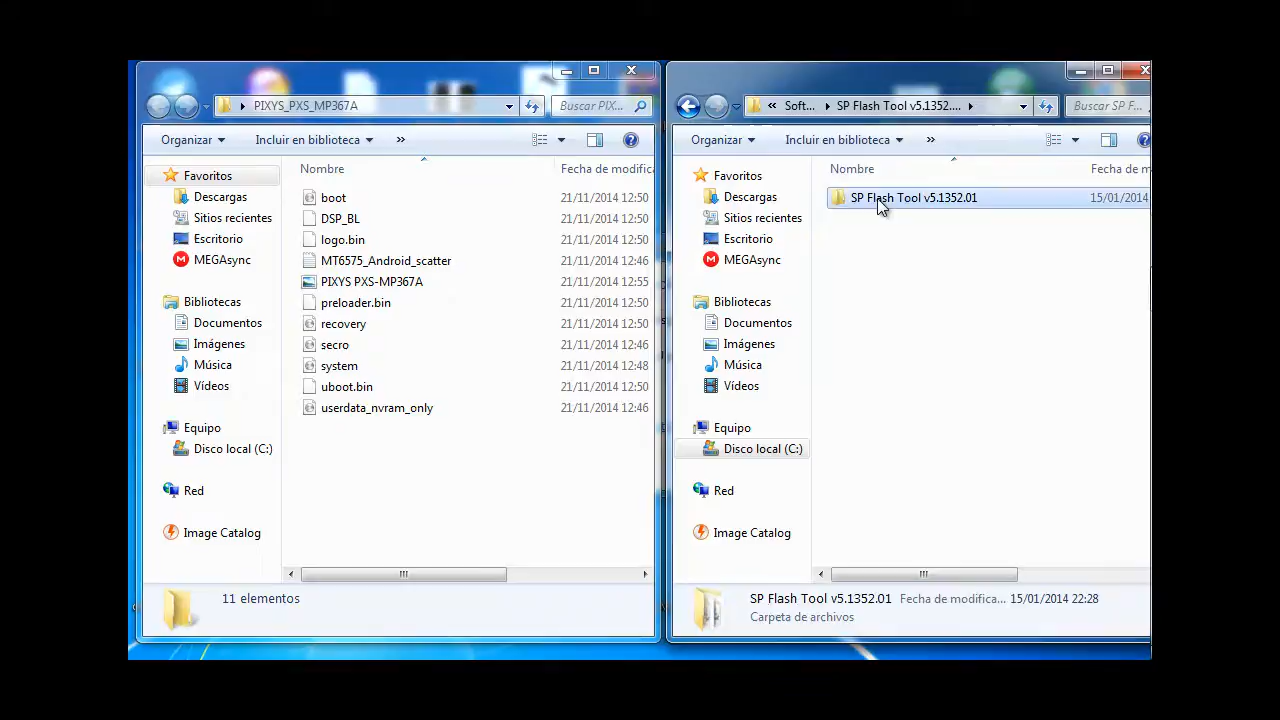 PIXYS_PXS_MP367A
Buscar PIX...
Organizar
Incluir en biblioteca
»
Nombre
Fecha de modifica
Favoritos
Descargas
Sitios recientes
Escritorio
MEGAsync
Bibliotecas
Documentos
Imágenes
Música
Vídeos
Equipo
Disco local (C:)
Red
Image Catalog
boot 21/11/2014 12:50
DSP_BL 21/11/2014 12:50
logo.bin 21/11/2014 12:50
MT6575_Android_scatter 21/11/2014 12:46
PIXYS PXS-MP367A 21/11/2014 12:55
preloader.bin 21/11/2014 12:50
recovery 21/11/2014 12:50
secro 21/11/2014 12:46
system 21/11/2014 12:48
uboot.bin 21/11/2014 12:50
userdata_nvram_only 21/11/2014 12:46
11 elementos
« Soft... SP Flash Tool v5.1352....
Buscar SP F...
Organizar
Incluir en biblioteca
»
Nombre
Fecha de m
Favoritos
Descargas
Sitios recientes
Escritorio
MEGAsync
Bibliotecas
Documentos
Imágenes
Música
Vídeos
Equipo
Disco local (C:)
Red
Image Catalog
SP Flash Tool v5.1352.01 15/01/2014
SP Flash Tool v5.1352.01 Fecha de modifica... 15/01/2014 22:28
Carpeta de archivos